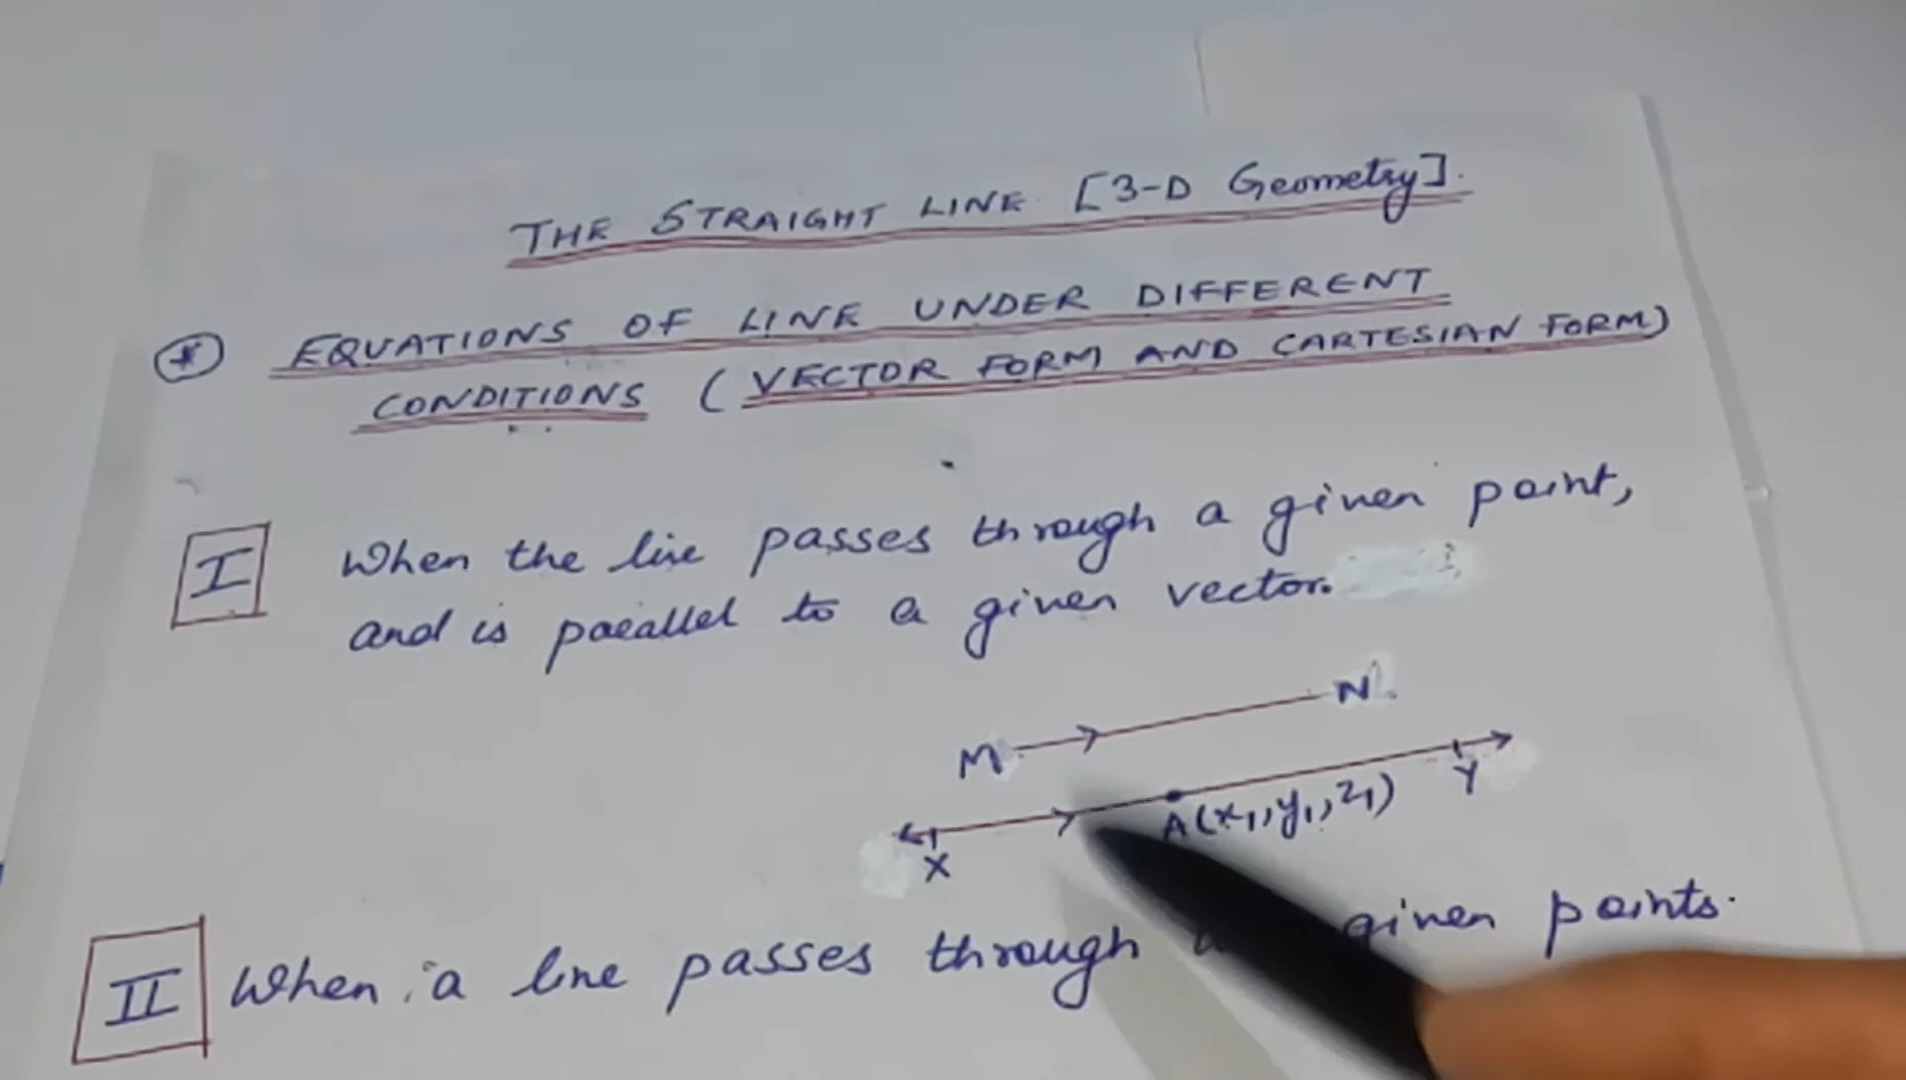 THE STRAIGHT LINE [3-D Geometry].
* EQUATIONS OF LINE UNDER DIFFERENT
CONDITIONS (VECTOR FORM AND CARTESIAN FORM)
I When the line passes through a given point,
and is parallel to a given vector.
M N
X A(x₁, y₁, z₁) Y
II When a line passes through given points.